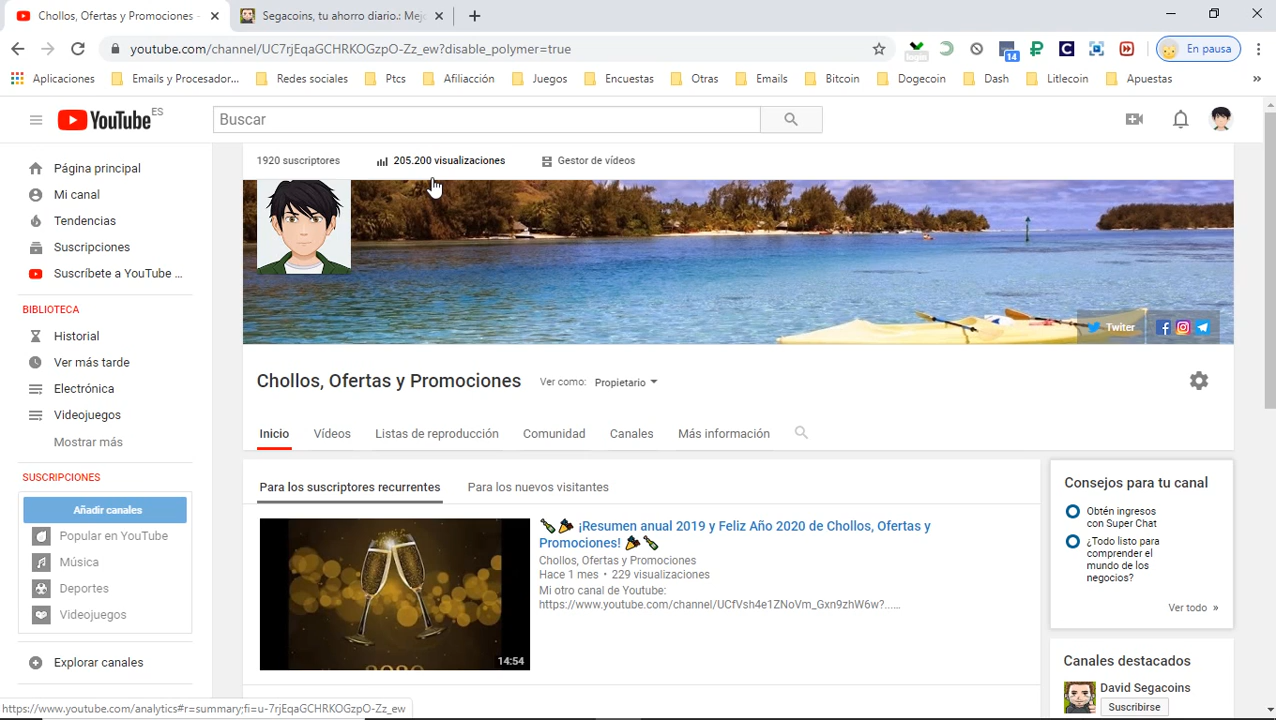 Chollos, Ofertas y Promociones -
Segacoins, tu ahorro diario.: Mejo
youtube.com/channel/UC7rjEqaGCHRKOGzpO-Zz_ew?disable_polymer=true
14
En pausa
Aplicaciones
Emails y Procesador...
Redes sociales
Ptcs
Afiliacción
Juegos
Encuestas
Otras
Emails
Bitcoin
Dogecoin
Dash
Litlecoin
Apuestas
»
YouTube ES
Buscar
Página principal
Mi canal
Tendencias
Suscripciones
Suscríbete a YouTube ...
BIBLIOTECA
Historial
Ver más tarde
Electrónica
Videojuegos
Mostrar más
SUSCRIPCIONES
Añadir canales
Popular en YouTube
Música
Deportes
Videojuegos
Explorar canales
1920 suscriptores
205.200 visualizaciones
Gestor de vídeos
Twiter
Chollos, Ofertas y Promociones
Ver como: Propietario
Inicio
Vídeos
Listas de reproducción
Comunidad
Canales
Más información
Para los suscriptores recurrentes
Para los nuevos visitantes
14:54
¡Resumen anual 2019 y Feliz Año 2020 de Chollos, Ofertas y
Promociones!
Chollos, Ofertas y Promociones
Hace 1 mes • 229 visualizaciones
Mi otro canal de Youtube:
https://www.youtube.com/channel/UCfVsh4e1ZNoVm_Gxn9zhW6w?......
Consejos para tu canal
Obtén ingresos
con Super Chat
¿Todo listo para
comprender el
mundo de los
negocios?
Ver todo »
Canales destacados
David Segacoins
Suscribirse
https://www.youtube.com/analytics#r=summary;fi=u-7rjEqaGCHRKOGzpO-Zz_ew